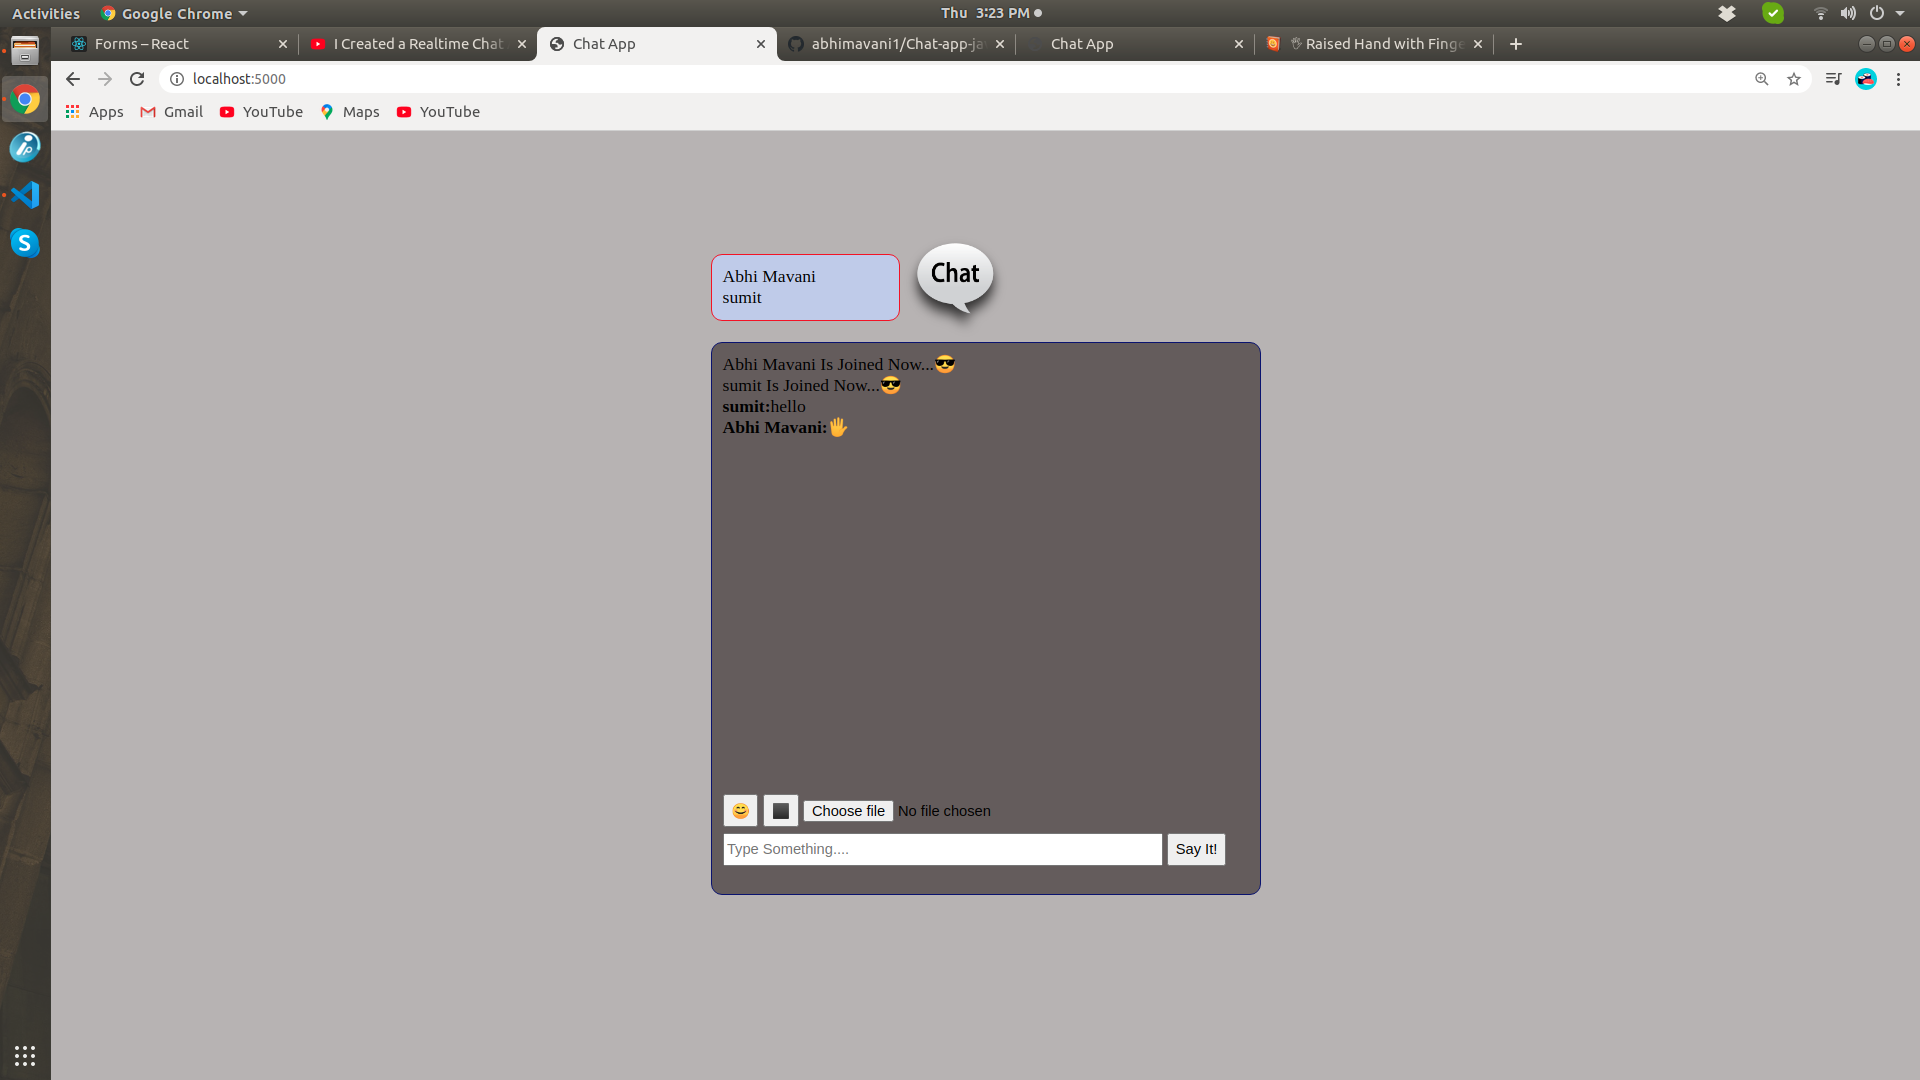 Activities Google Chrome Thu 3:23 PM
Forms – React I Created a Realtime Chat Chat App abhimavani1/Chat-app-ja Chat App Raised Hand with Finge
localhost:5000
Apps Gmail YouTube Maps YouTube
Abhi Mavani
sumit
Chat
Abhi Mavani Is Joined Now...😎
sumit Is Joined Now...😎
sumit:hello
Abhi Mavani:🖐
Choose file No file chosen
Type Something.... Say It!